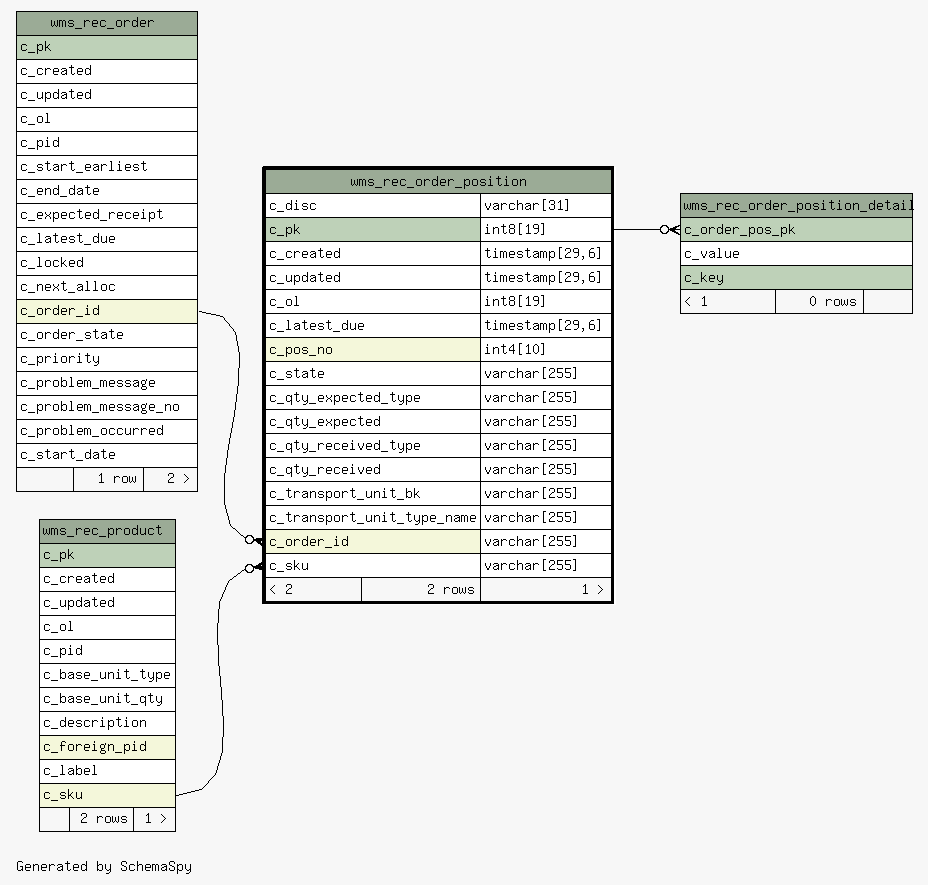 wms_rec_order
c_pk
c_created
c_updated
c_ol
c_pid
c_start_earliest
c_end_date
c_expected_receipt
c_latest_due
c_locked
c_next_alloc
c_order_id
c_order_state
c_priority
c_problem_message
c_problem_message_no
c_problem_occurred
c_start_date
1 row 2 >
wms_rec_product
c_pk
c_created
c_updated
c_ol
c_pid
c_base_unit_type
c_base_unit_qty
c_description
c_foreign_pid
c_label
c_sku
2 rows 1 >
wms_rec_order_position
c_disc varchar[31]
c_pk int8[19]
c_created timestamp[29,6]
c_updated timestamp[29,6]
c_ol int8[19]
c_latest_due timestamp[29,6]
c_pos_no int4[10]
c_state varchar[255]
c_qty_expected_type varchar[255]
c_qty_expected varchar[255]
c_qty_received_type varchar[255]
c_qty_received varchar[255]
c_transport_unit_bk varchar[255]
c_transport_unit_type_name varchar[255]
c_order_id varchar[255]
c_sku varchar[255]
< 2 2 rows 1 >
wms_rec_order_position_detail
c_order_pos_pk
c_value
c_key
< 1 0 rows
Generated by SchemaSpy